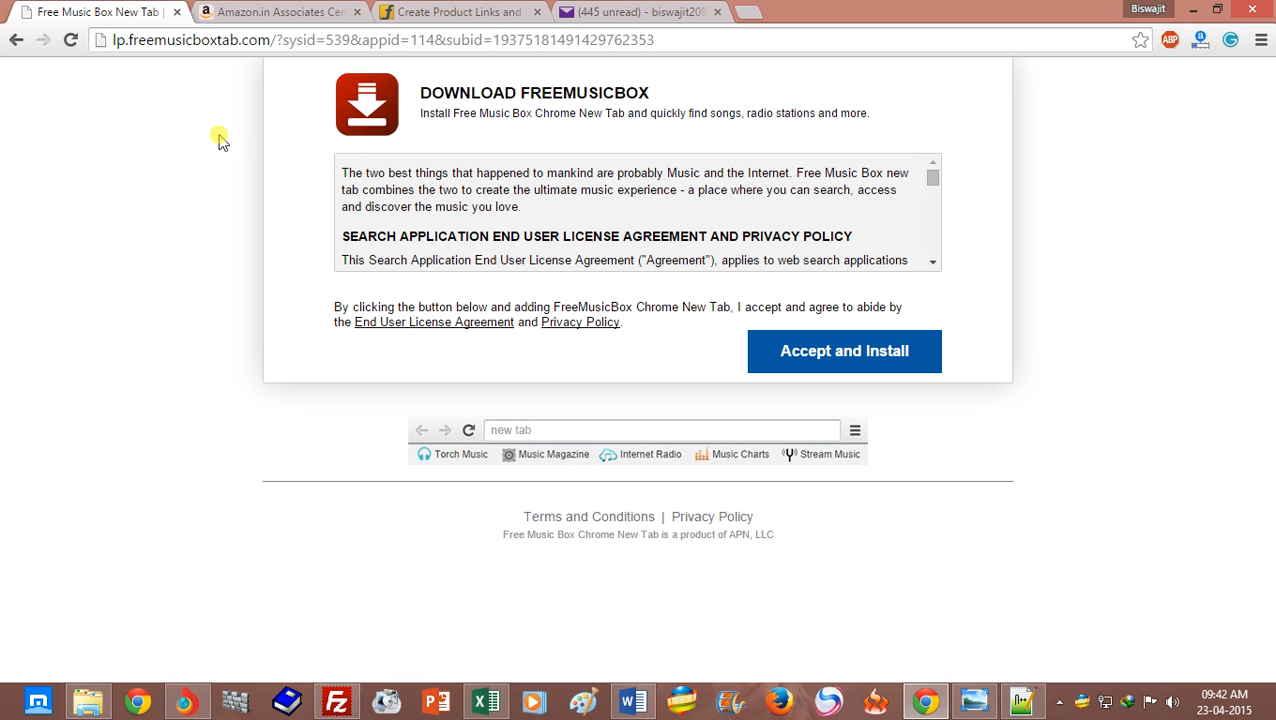 Free Music Box New Tab |
Amazon.in Associates Cen
Create Product Links and
(445 unread) - biswajit209
Biswajit
lp.freemusicboxtab.com/?sysid=539&appid=114&subid=19375181491429762353
ABP
DOWNLOAD FREEMUSICBOX
Install Free Music Box Chrome New Tab and quickly find songs, radio stations and more.
The two best things that happened to mankind are probably Music and the Internet. Free Music Box new
tab combines the two to create the ultimate music experience - a place where you can search, access
and discover the music you love.
SEARCH APPLICATION END USER LICENSE AGREEMENT AND PRIVACY POLICY
This Search Application End User License Agreement ("Agreement"), applies to web search applications
By clicking the button below and adding FreeMusicBox Chrome New Tab, I accept and agree to abide by
the End User License Agreement and Privacy Policy.
Accept and Install
new tab
Torch Music Music Magazine Internet Radio Music Charts Stream Music
Terms and Conditions | Privacy Policy
Free Music Box Chrome New Tab is a product of APN, LLC
09:42 AM
23-04-2015